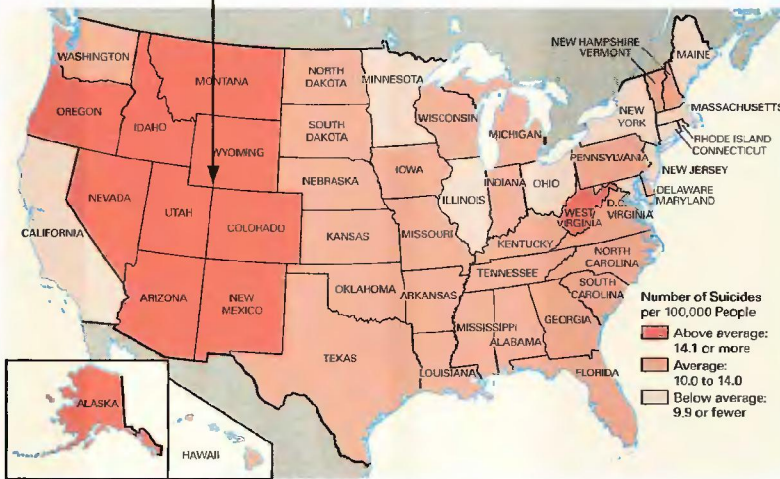 WASHINGTON
OREGON
CALIFORNIA
NEVADA
IDAHO
MONTANA
WYOMING
UTAH
COLORADO
ARIZONA
NEW
MEXICO
NORTH
DAKOTA
SOUTH
DAKOTA
NEBRASKA
KANSAS
OKLAHOMA
TEXAS
MINNESOTA
IOWA
MISSOURI
ARKANSAS
LOUISIANA
WISCONSIN
ILLINOIS
MICHIGAN
INDIANA
OHIO
KENTUCKY
TENNESSEE
MISSISSIPPI
ALABAMA
GEORGIA
FLORIDA
SOUTH
CAROLINA
NORTH
CAROLINA
WEST
VIRGINIA
D.C.
VIRGINIA
PENNSYLVANIA
NEW
YORK
NEW HAMPSHIRE
VERMONT
MAINE
MASSACHUSETTS
RHODE ISLAND
CONNECTICUT
NEW JERSEY
DELAWARE
MARYLAND
ALASKA
HAWAII
Number of Suicides
per 100,000 People
Above average:
14.1 or more
Average:
10.0 to 14.0
Below average:
9.9 or fewer